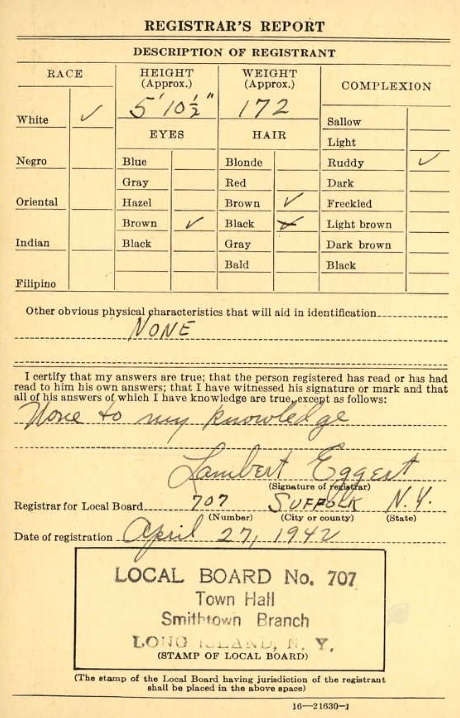 REGISTRAR'S REPORT
DESCRIPTION OF REGISTRANT
RACE
HEIGHT (Approx.)
WEIGHT (Approx.)
COMPLEXION
5' 10½"
172
White ✓
EYES
HAIR
Sallow
Light
Negro
Blue
Blonde
Ruddy ✓
Gray
Red
Dark
Oriental
Hazel
Brown ✓
Freckled
Brown ✓
Black ✓
Light brown
Indian
Black
Gray
Dark brown
Bald
Black
Filipino
Other obvious physical characteristics that will aid in identification
NONE
I certify that my answers are true; that the person registered has read or has had
read to him his own answers; that I have witnessed his signature or mark and that
all of his answers of which I have knowledge are true, except as follows:
None to my knowledge
Lambert Eggert
(Signature of registrar)
Registrar for Local Board 707 SUFFOLK N.Y.
(Number) (City or county) (State)
Date of registration April 27, 1942
LOCAL BOARD No. 707
Town Hall
Smithtown Branch
LONG ISLAND, N. Y.
(STAMP OF LOCAL BOARD)
(The stamp of the Local Board having jurisdiction of the registrant
shall be placed in the above space)
16—21630-1